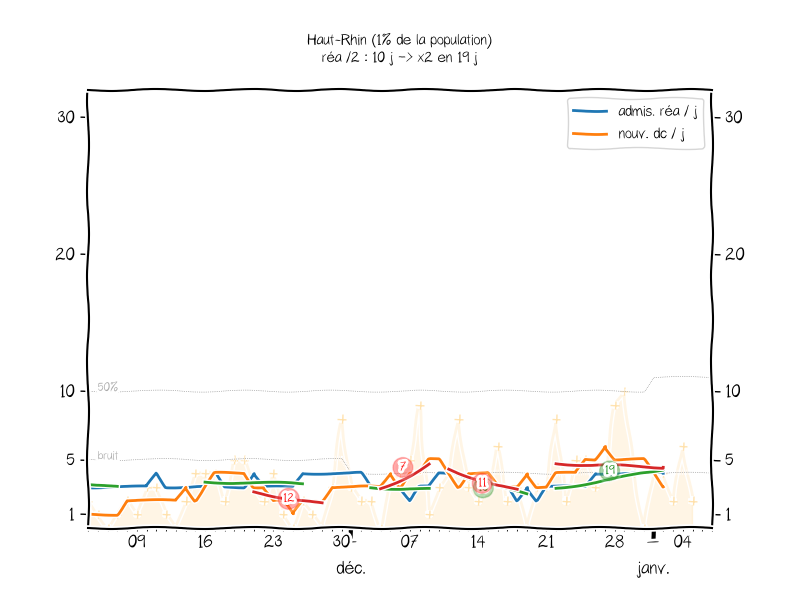 Haut-Rhin (1% de la population)
réa /2 : 10 j -> x2 en 19 j
admis. réa / j
nouv. dc / j
30 30
20 20
10 10
50%
5 5
bruit
1 1
7
11
12
19
09 16 23 30 07 14 21 28 04
déc. janv.